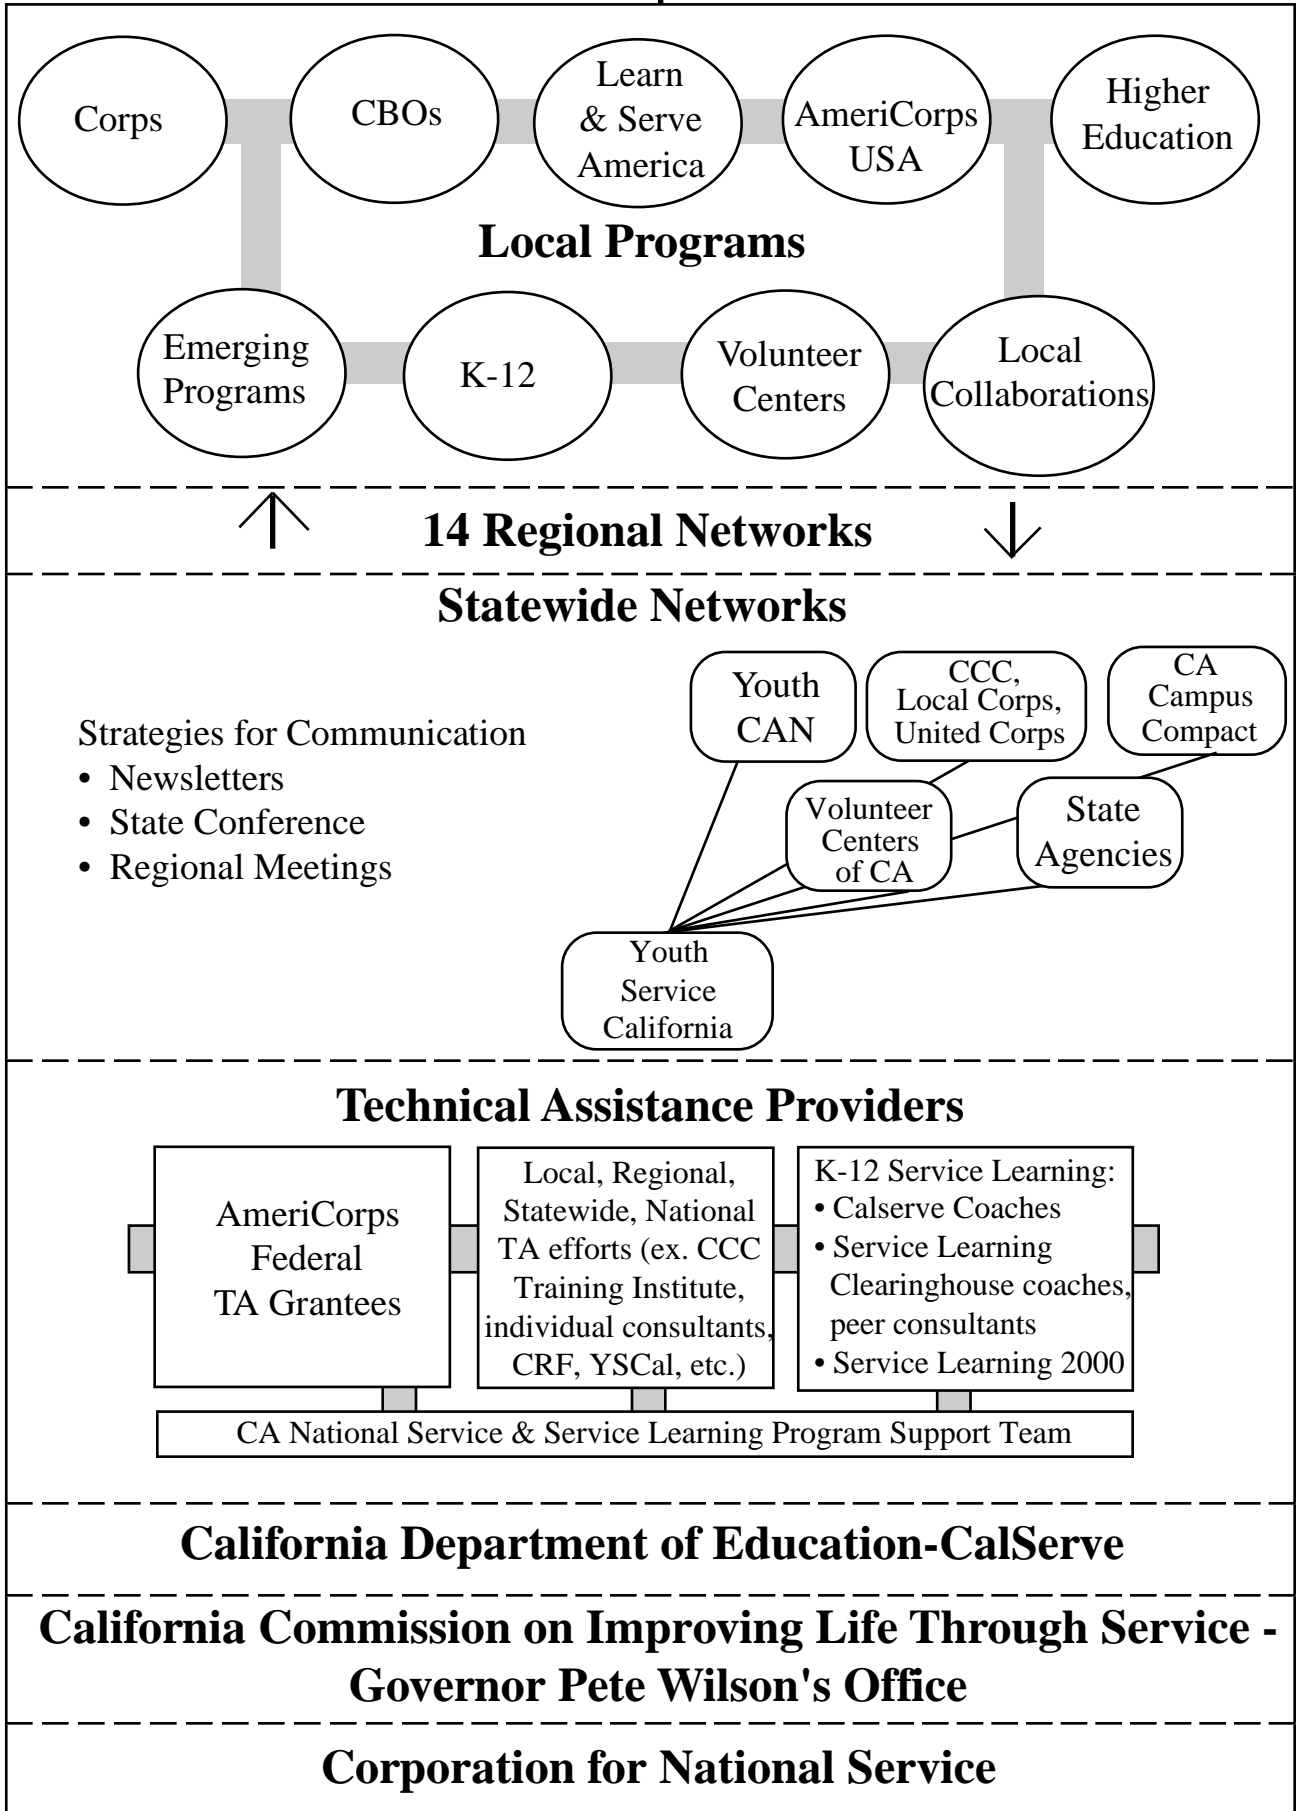 Corps
CBOs
Learn
& Serve
America
AmeriCorps
USA
Higher
Education
Local Programs
Emerging
Programs
K-12
Volunteer
Centers
Local
Collaborations
14 Regional Networks
Statewide Networks
Strategies for Communication
• Newsletters
• State Conference
• Regional Meetings
Youth
CAN
CCC,
Local Corps,
United Corps
CA
Campus
Compact
Volunteer
Centers
of CA
State
Agencies
Youth
Service
California
Technical Assistance Providers
AmeriCorps
Federal
TA Grantees
Local, Regional,
Statewide, National
TA efforts (ex. CCC
Training Institute,
individual consultants,
CRF, YSCal, etc.)
K-12 Service Learning:
• Calserve Coaches
• Service Learning
Clearinghouse coaches,
peer consultants
• Service Learning 2000
CA National Service & Service Learning Program Support Team
California Department of Education-CalServe
California Commission on Improving Life Through Service -
Governor Pete Wilson's Office
Corporation for National Service